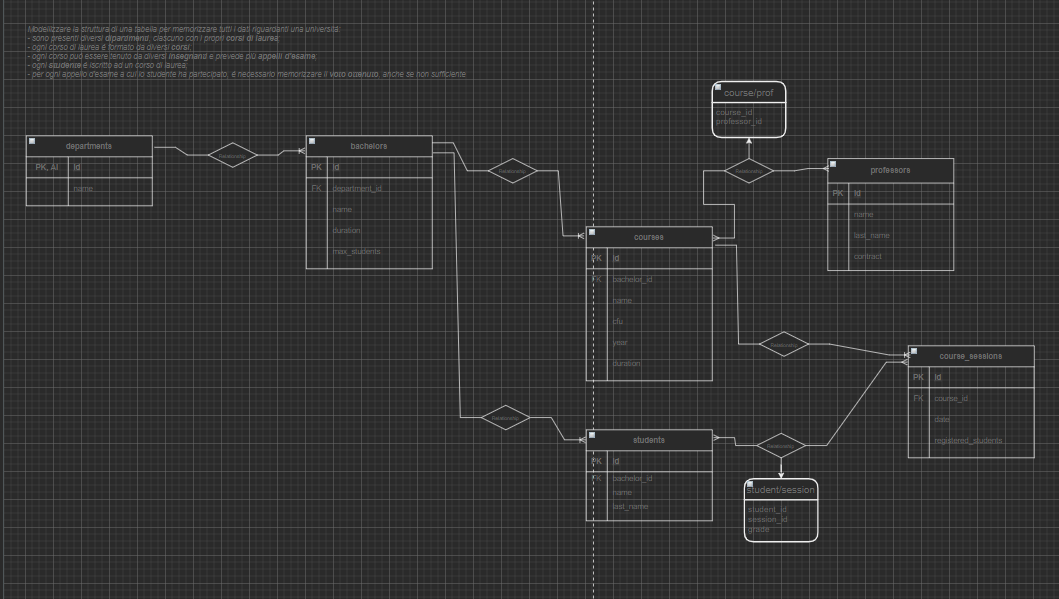 Modellizzare la struttura di una tabella per memorizzare tutti i dati riguardanti una università:
- sono presenti diversi dipartimenti, ciascuno con i propri corsi di laurea;
- ogni corso di laurea è formato da diversi corsi;
- ogni corso può essere tenuto da diversi insegnanti e prevede più appelli d'esame;
- ogni studente è iscritto ad un corso di laurea;
- per ogni appello d'esame a cui lo studente ha partecipato, è necessario memorizzare il voto ottenuto, anche se non sufficiente
course/prof
course_id
professor_id
departments
PK, AI id
name
Relationship
bachelors
PK id
FK department_id
name
duration
max_students
Relationship
Relationship
professors
PK id
name
last_name
contract
courses
PK id
FK bachelor_id
name
cfu
year
duration
Relationship
course_sessions
PK id
FK course_id
date
registered_students
Relationship
students
PK id
FK bachelor_id
name
last_name
Relationship
student/session
student_id
session_id
grade